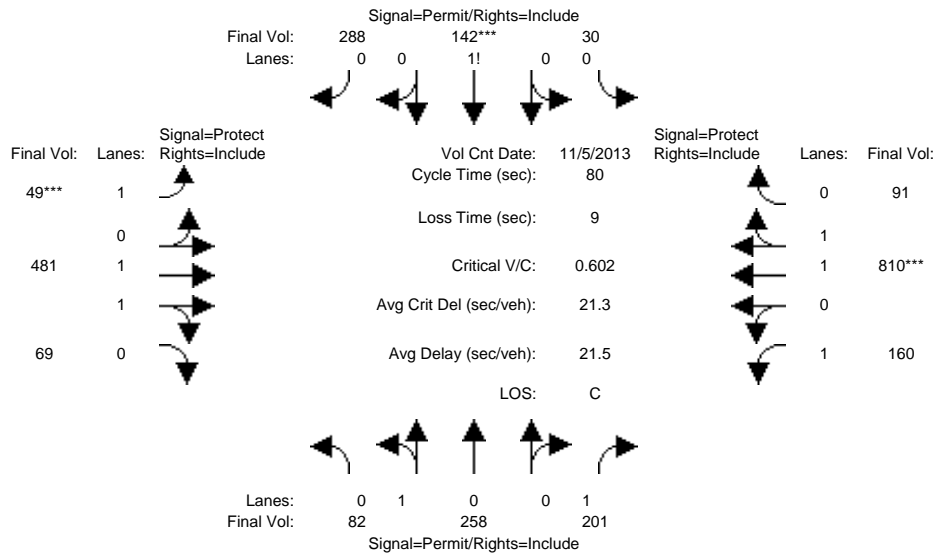 Signal=Permit/Rights=Include
Final Vol: 288 142*** 30
Lanes: 0 0 1! 0 0
Signal=Protect Signal=Protect
Final Vol: Lanes: Rights=Include Vol Cnt Date: 11/5/2013 Rights=Include Lanes: Final Vol:
Cycle Time (sec): 80
49*** 1 0 91
Loss Time (sec): 9
0 1
481 1 Critical V/C: 0.602 1 810***
1 Avg Crit Del (sec/veh): 21.3 0
69 0 Avg Delay (sec/veh): 21.5 1 160
LOS: C
Lanes: 0 1 0 0 1
Final Vol: 82 258 201
Signal=Permit/Rights=Include